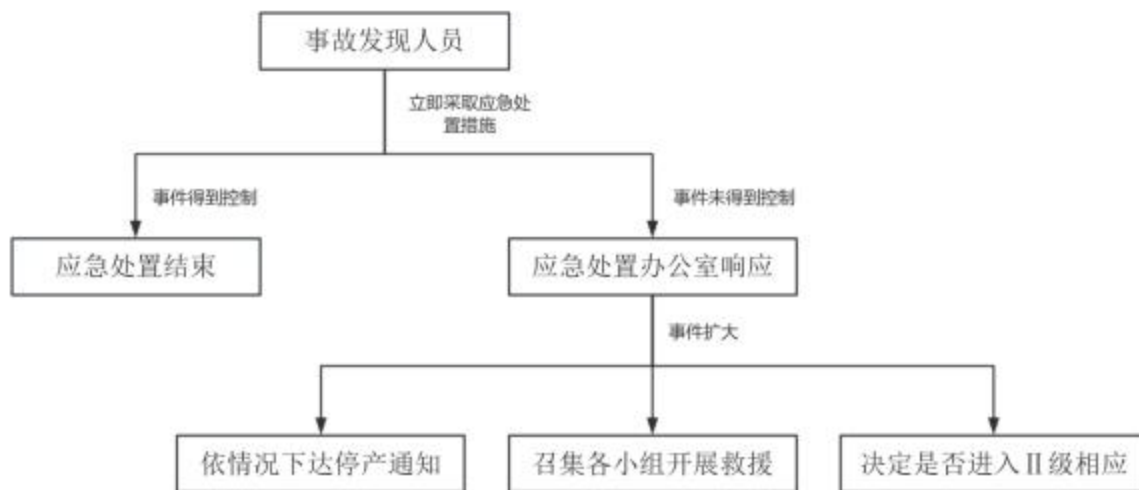 事故发现人员
立即采取应急处
置措施
事件得到控制
事件未得到控制
应急处置结束
应急处置办公室响应
事件扩大
依情况下达停产通知
召集各小组开展救援
决定是否进入Ⅱ级相应